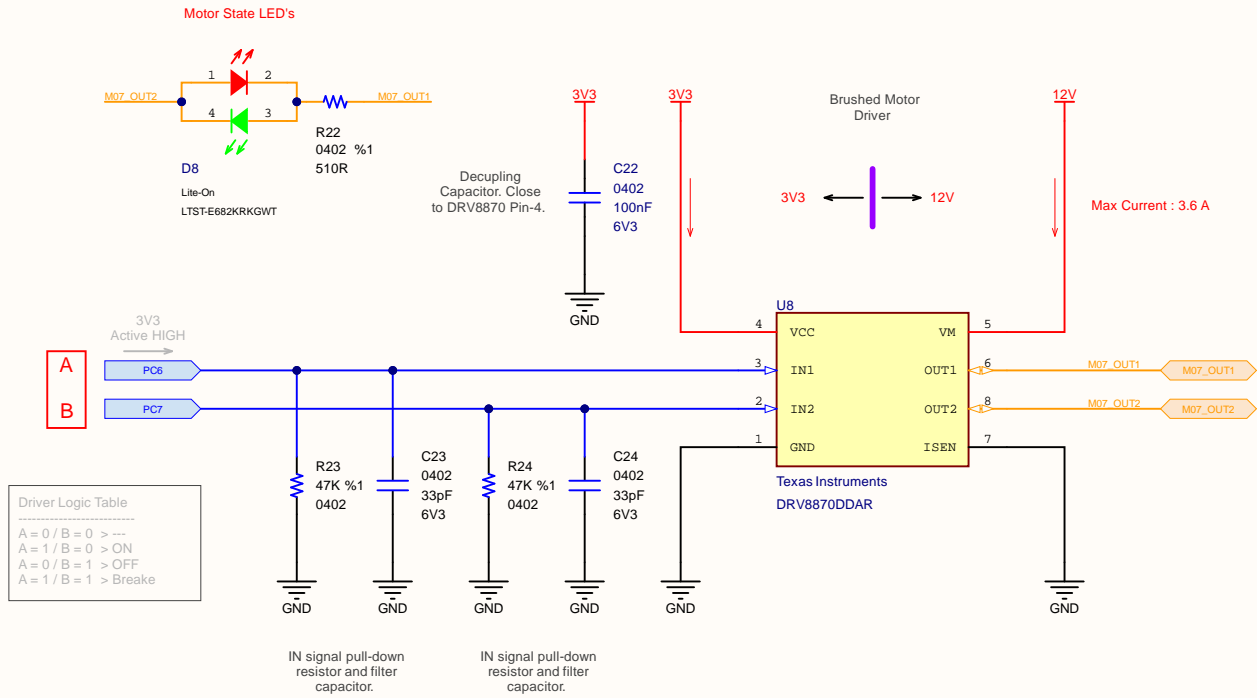 Motor State LED's
1
2
M07_OUT2
M07_OUT1
4
3
R22
0402 %1
510R
D8
Lite-On
LTST-E682KRKGWT
3V3
Decupling
Capacitor. Close
to DRV8870 Pin-4.
C22
0402
100nF
6V3
GND
3V3
Brushed Motor
Driver
3V3
12V
12V
Max Current : 3.6 A
3V3
Active HIGH
A
B
PC6
PC7
U8
4
VCC
VM
5
3
IN1
OUT1
6
M07_OUT1
M07_OUT1
2
IN2
OUT2
8
M07_OUT2
M07_OUT2
1
GND
ISEN
7
Texas Instruments
DRV8870DDAR
R23
47K %1
0402
C23
0402
33pF
6V3
R24
47K %1
0402
C24
0402
33pF
6V3
Driver Logic Table
--------------------------
A = 0 / B = 0 > ---
A = 1 / B = 0 > ON
A = 0 / B = 1 > OFF
A = 1 / B = 1 > Breake
GND
GND
GND
GND
GND
GND
IN signal pull-down
resistor and filter
capacitor.
IN signal pull-down
resistor and filter
capacitor.